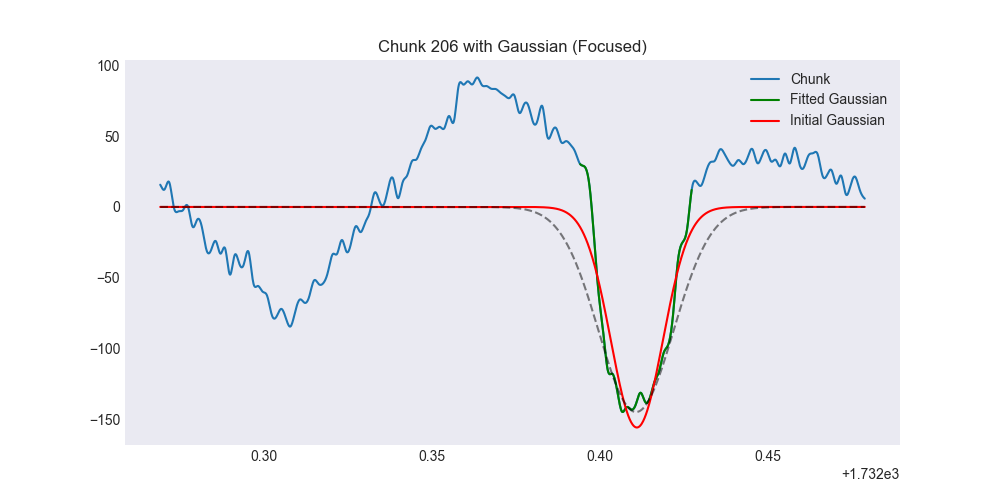 Chunk 206 with Gaussian (Focused)
100
50
0
−50
−100
−150
Chunk
Fitted Gaussian
Initial Gaussian
0.30 0.35 0.40 0.45
+1.732e3